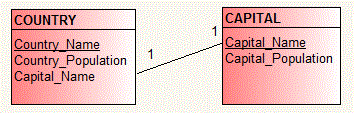 COUNTRY
Country_Name
Country_Population
Capital_Name
1
1
CAPITAL
Capital_Name
Capital_Population